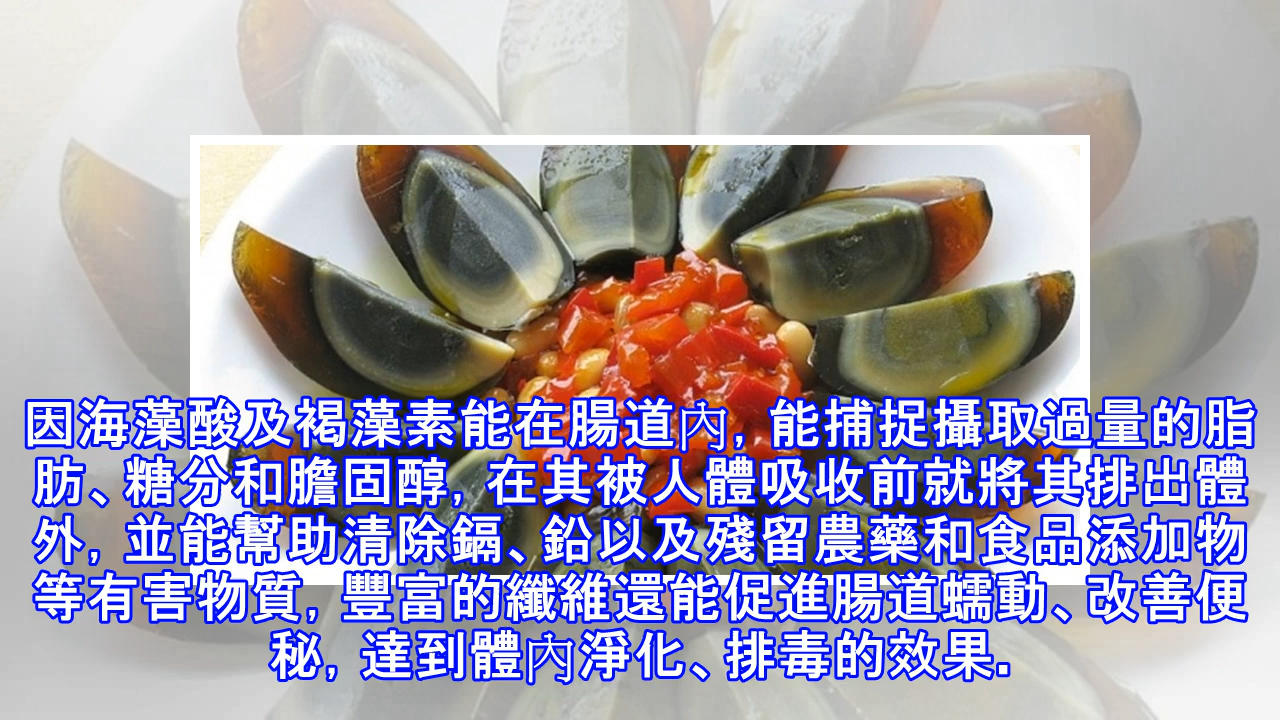 因海藻酸及褐藻素能在腸道內, 能捕捉攝取過量的脂
肪、糖分和膽固醇, 在其被人體吸收前就將其排出體
外, 並能幫助清除鎘、鉛以及殘留農藥和食品添加物
等有害物質, 豐富的纖維還能促進腸道蠕動、改善便
秘, 達到體內淨化、排毒的效果.